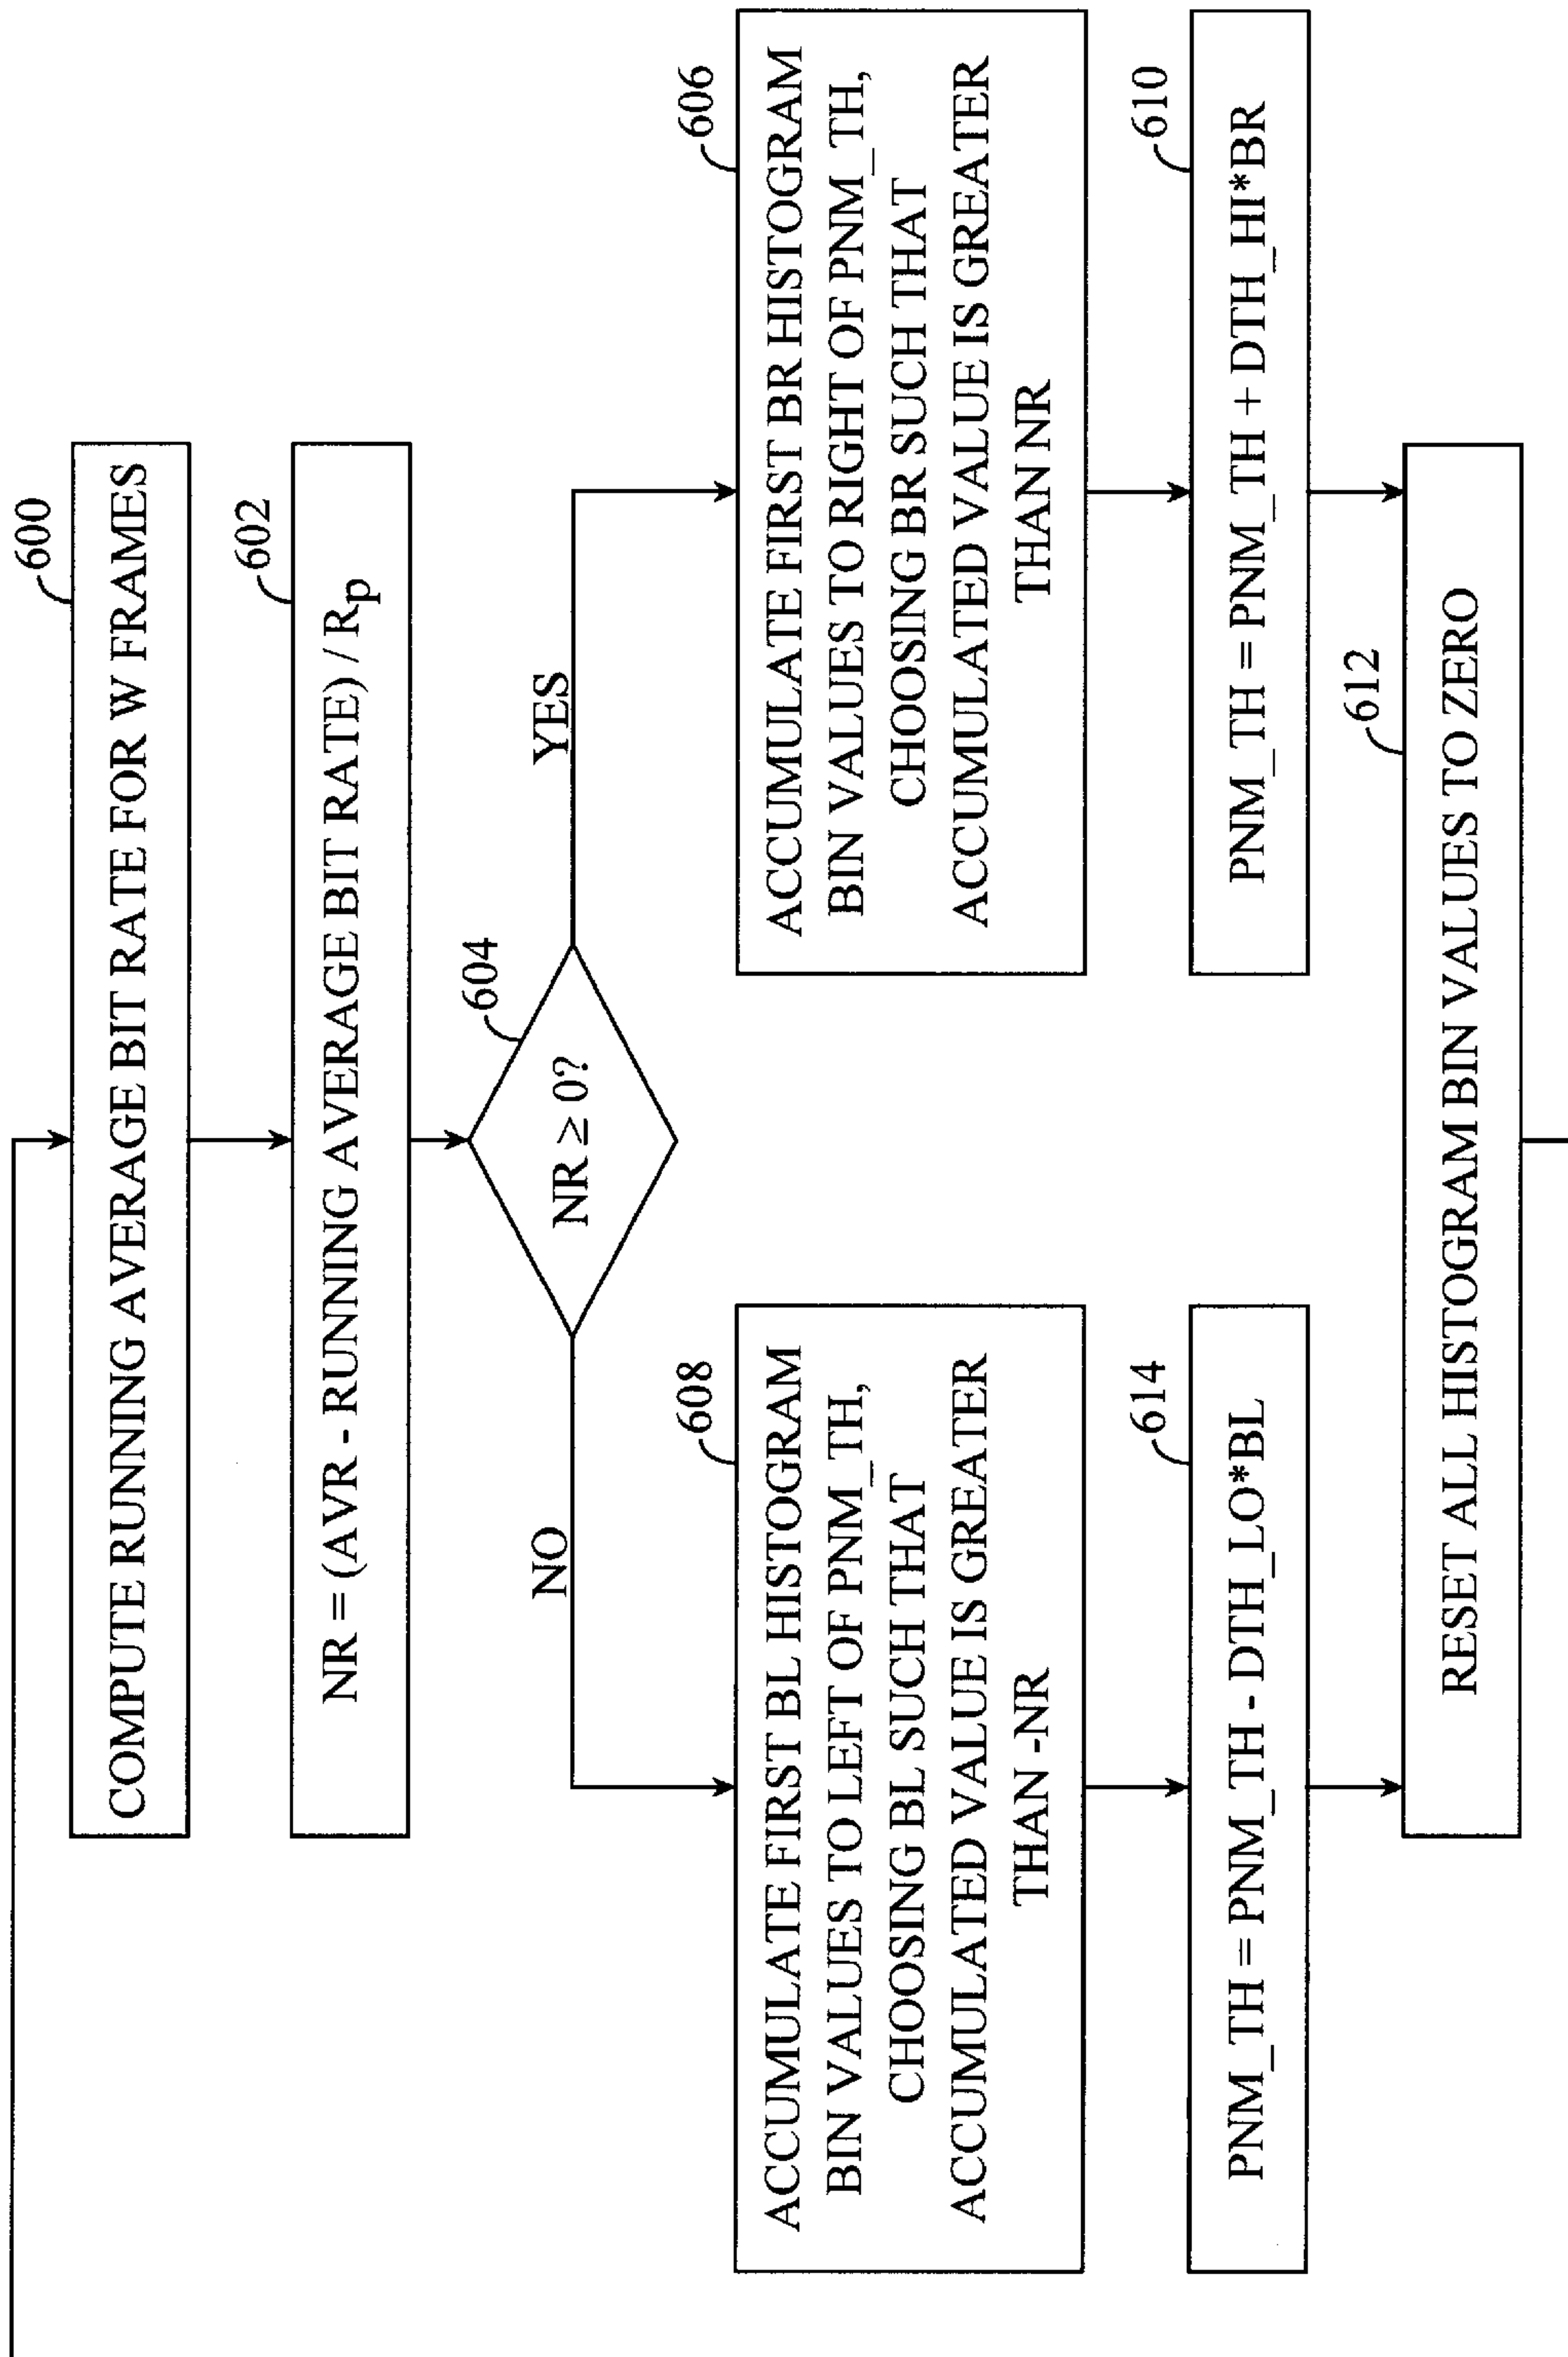 600
COMPUTE RUNNING AVERAGE BIT RATE FOR W FRAMES
602
NR = (AVR - RUNNING AVERAGE BIT RATE) / Rp
604
NR ≥ 0?
NO
YES
608
ACCUMULATE FIRST BL HISTOGRAM
BIN VALUES TO LEFT OF PNM_TH,
CHOOSING BL SUCH THAT
ACCUMULATED VALUE IS GREATER
THAN -NR
606
ACCUMULATE FIRST BR HISTOGRAM
BIN VALUES TO RIGHT OF PNM_TH,
CHOOSING BR SUCH THAT
ACCUMULATED VALUE IS GREATER
THAN NR
614
PNM_TH = PNM_TH - DTH_LO*BL
610
PNM_TH = PNM_TH + DTH_HI*BR
612
RESET ALL HISTOGRAM BIN VALUES TO ZERO